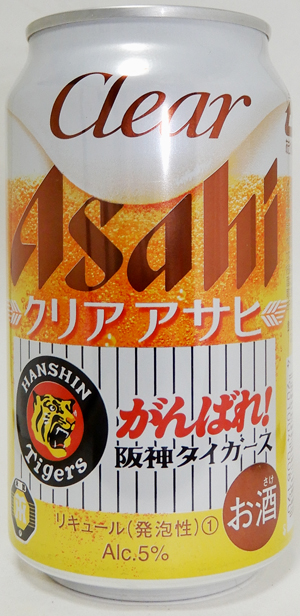 Clear
Asahi
クリア アサヒ
HANSHIN
Tigers
がんばれ!
阪神タイガース
さけ
お酒
リキュール(発泡性)①
Alc.5%